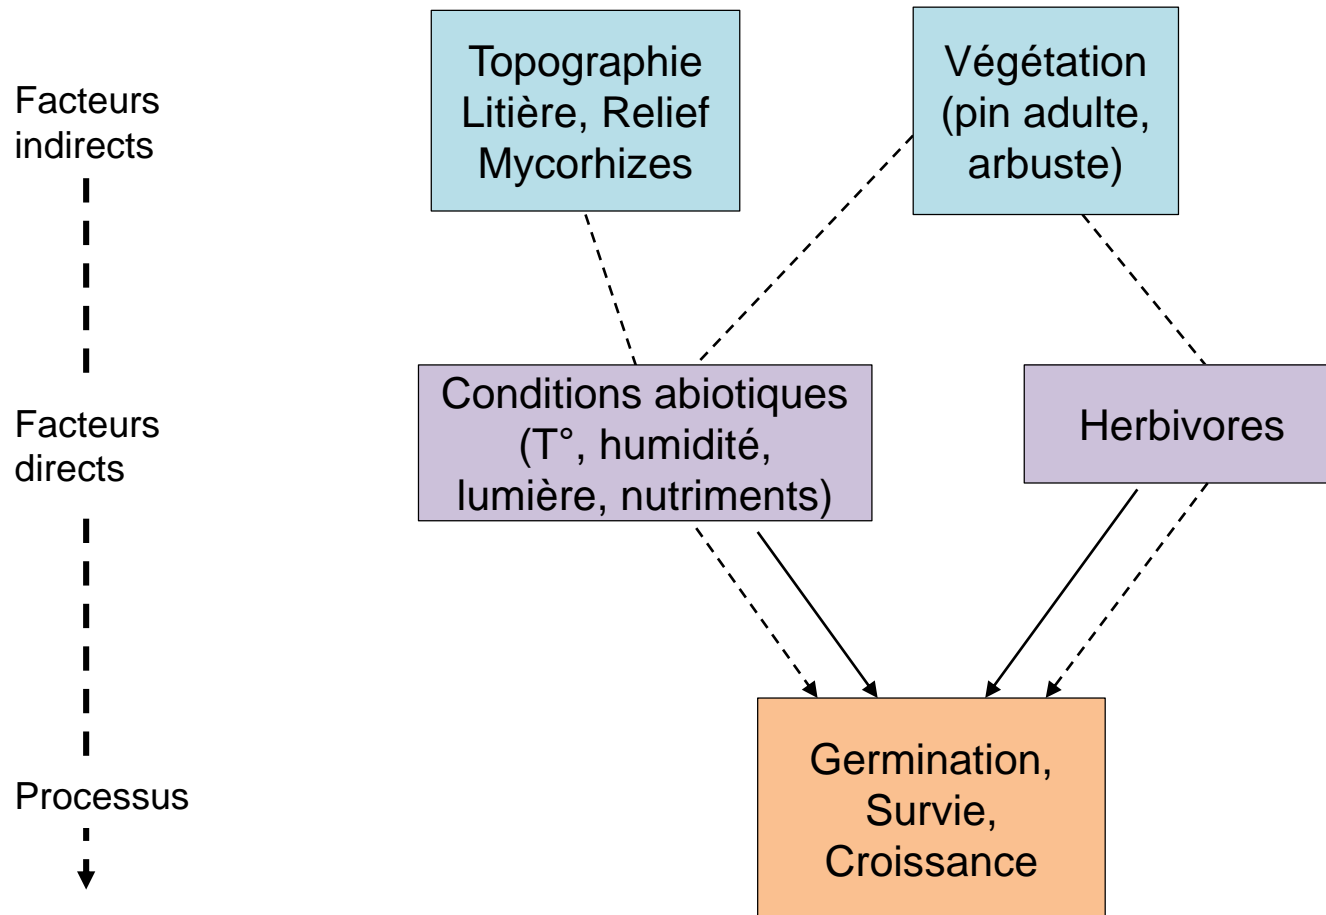 Facteurs
indirects
Topographie
Litière, Relief
Mycorhizes
Végétation
(pin adulte,
arbuste)
Facteurs
directs
Conditions abiotiques
(T°, humidité,
lumière, nutriments)
Herbivores
Processus
Germination,
Survie,
Croissance